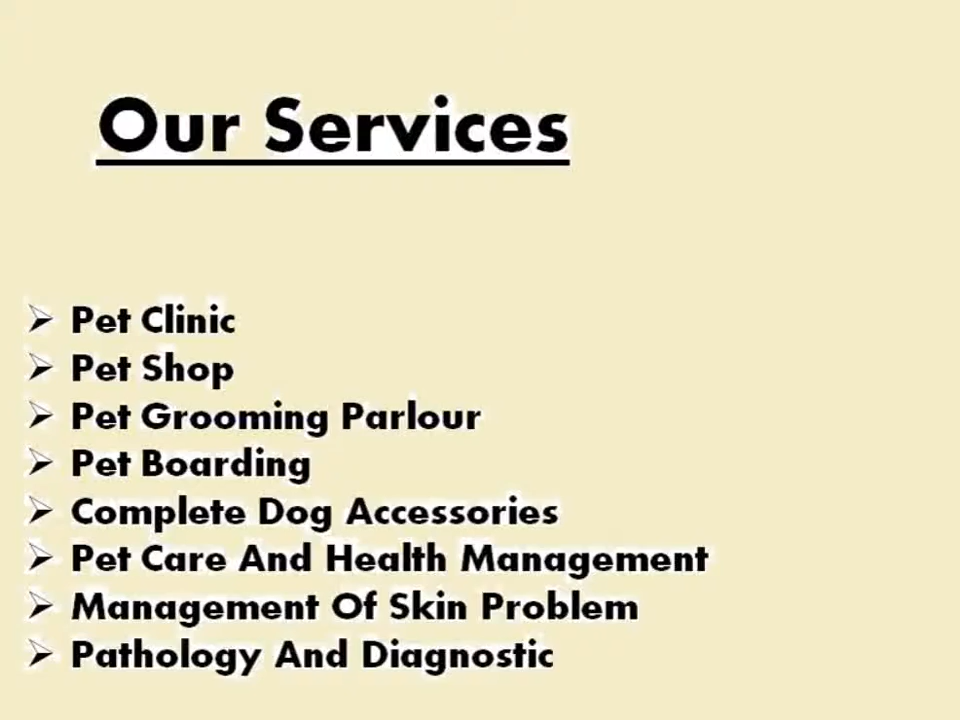 Our Services
➢ Pet Clinic
➢ Pet Shop
➢ Pet Grooming Parlour
➢ Pet Boarding
➢ Complete Dog Accessories
➢ Pet Care And Health Management
➢ Management Of Skin Problem
➢ Pathology And Diagnostic